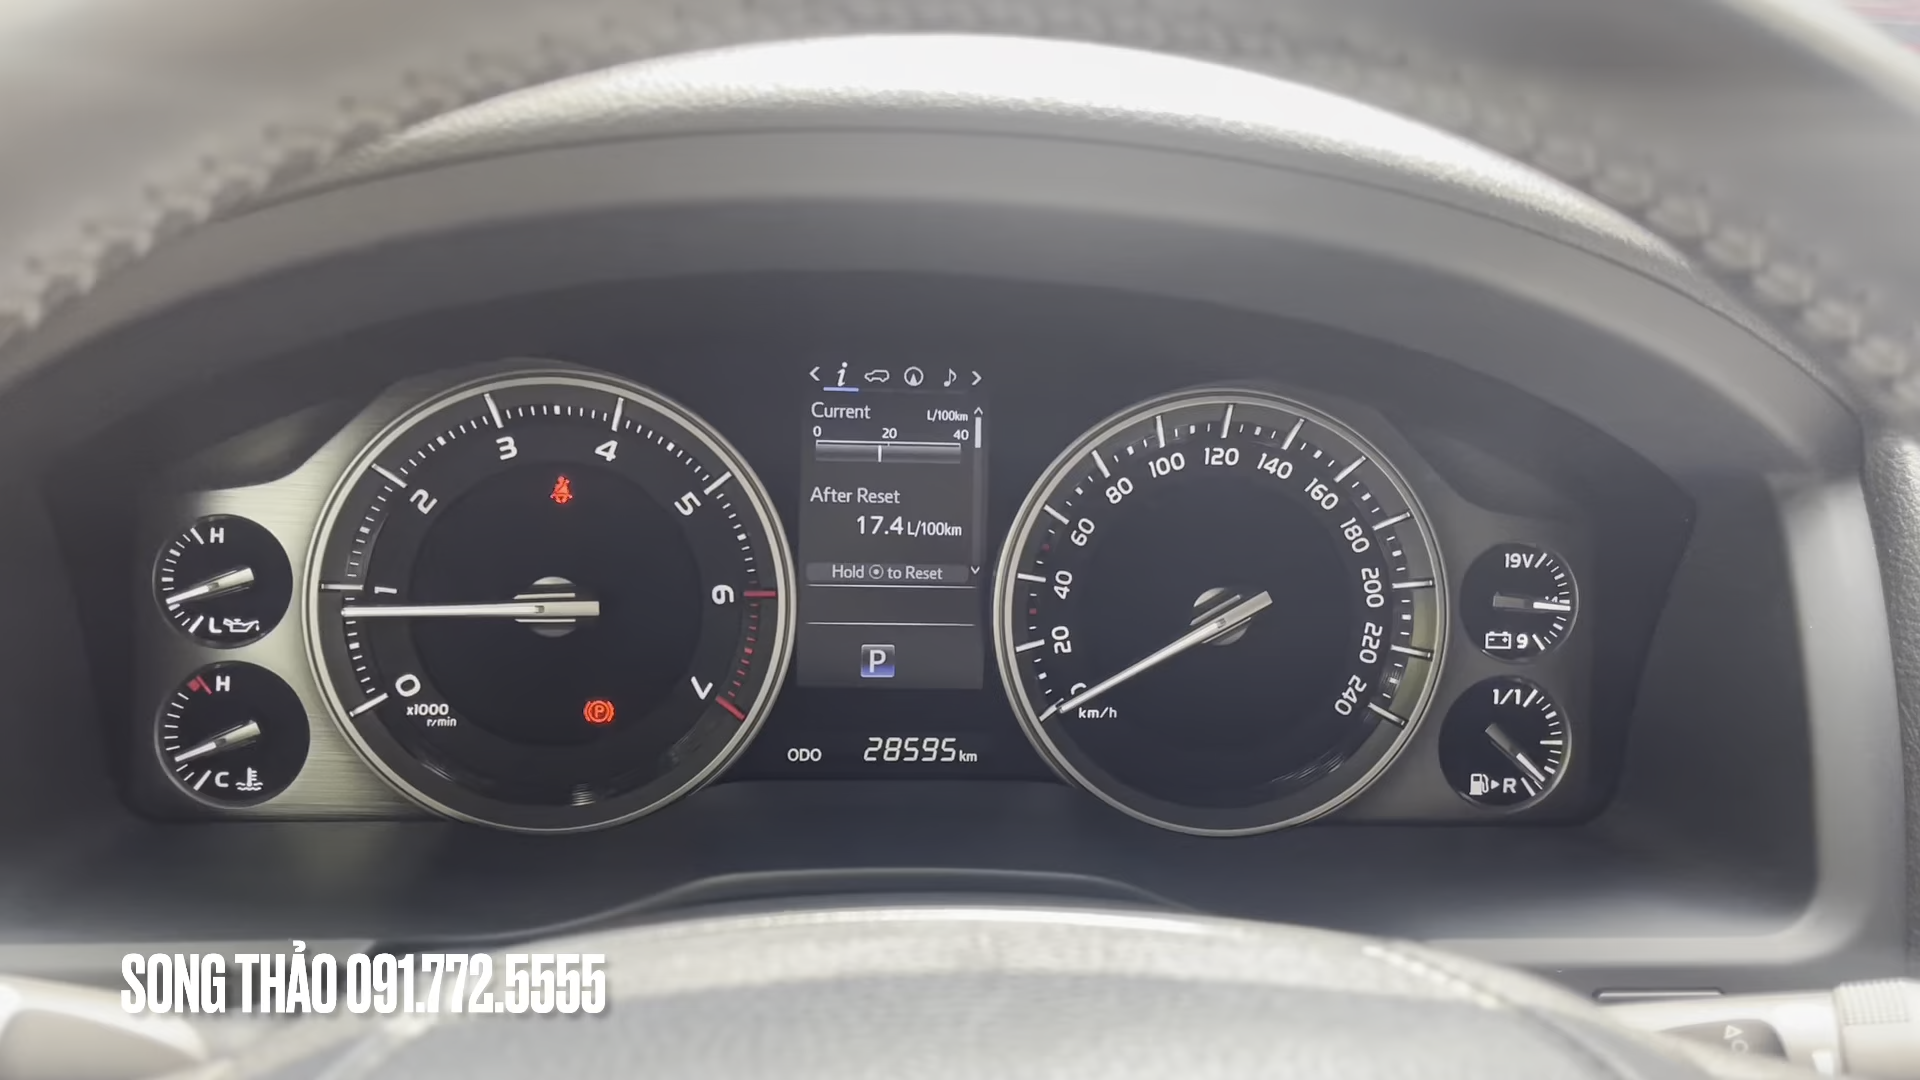 Current L/100km
0 20 40
After Reset
17.4 L/100km
Hold to Reset
P
ODO 28595 km
0 1 2 3 4 5 6 7
x1000
r/min
P
0 20 40 60 80 100 120 140 160 180 200 220 240
km/h
H
L
H
C
19V
9
1/1
R
SONG THẢO 091.772.5555